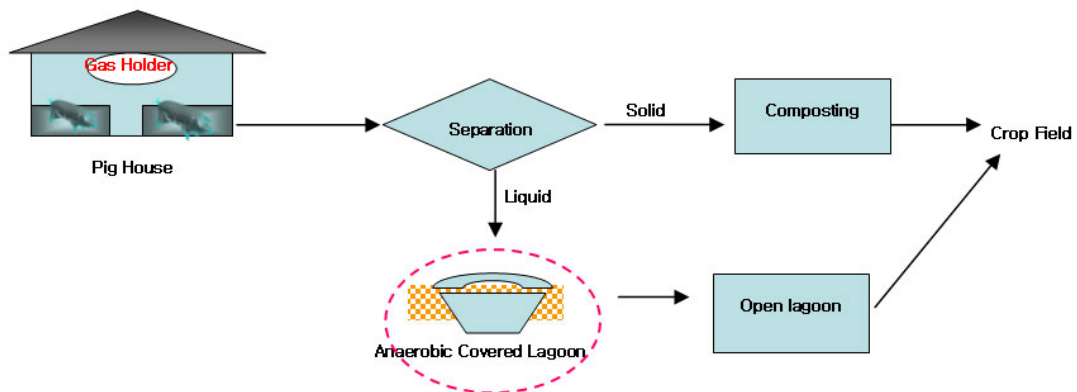 Gas Holder
Pig House
Separation
Solid
Composting
Crop Field
Liquid
Anaerobic Covered Lagoon
Open lagoon